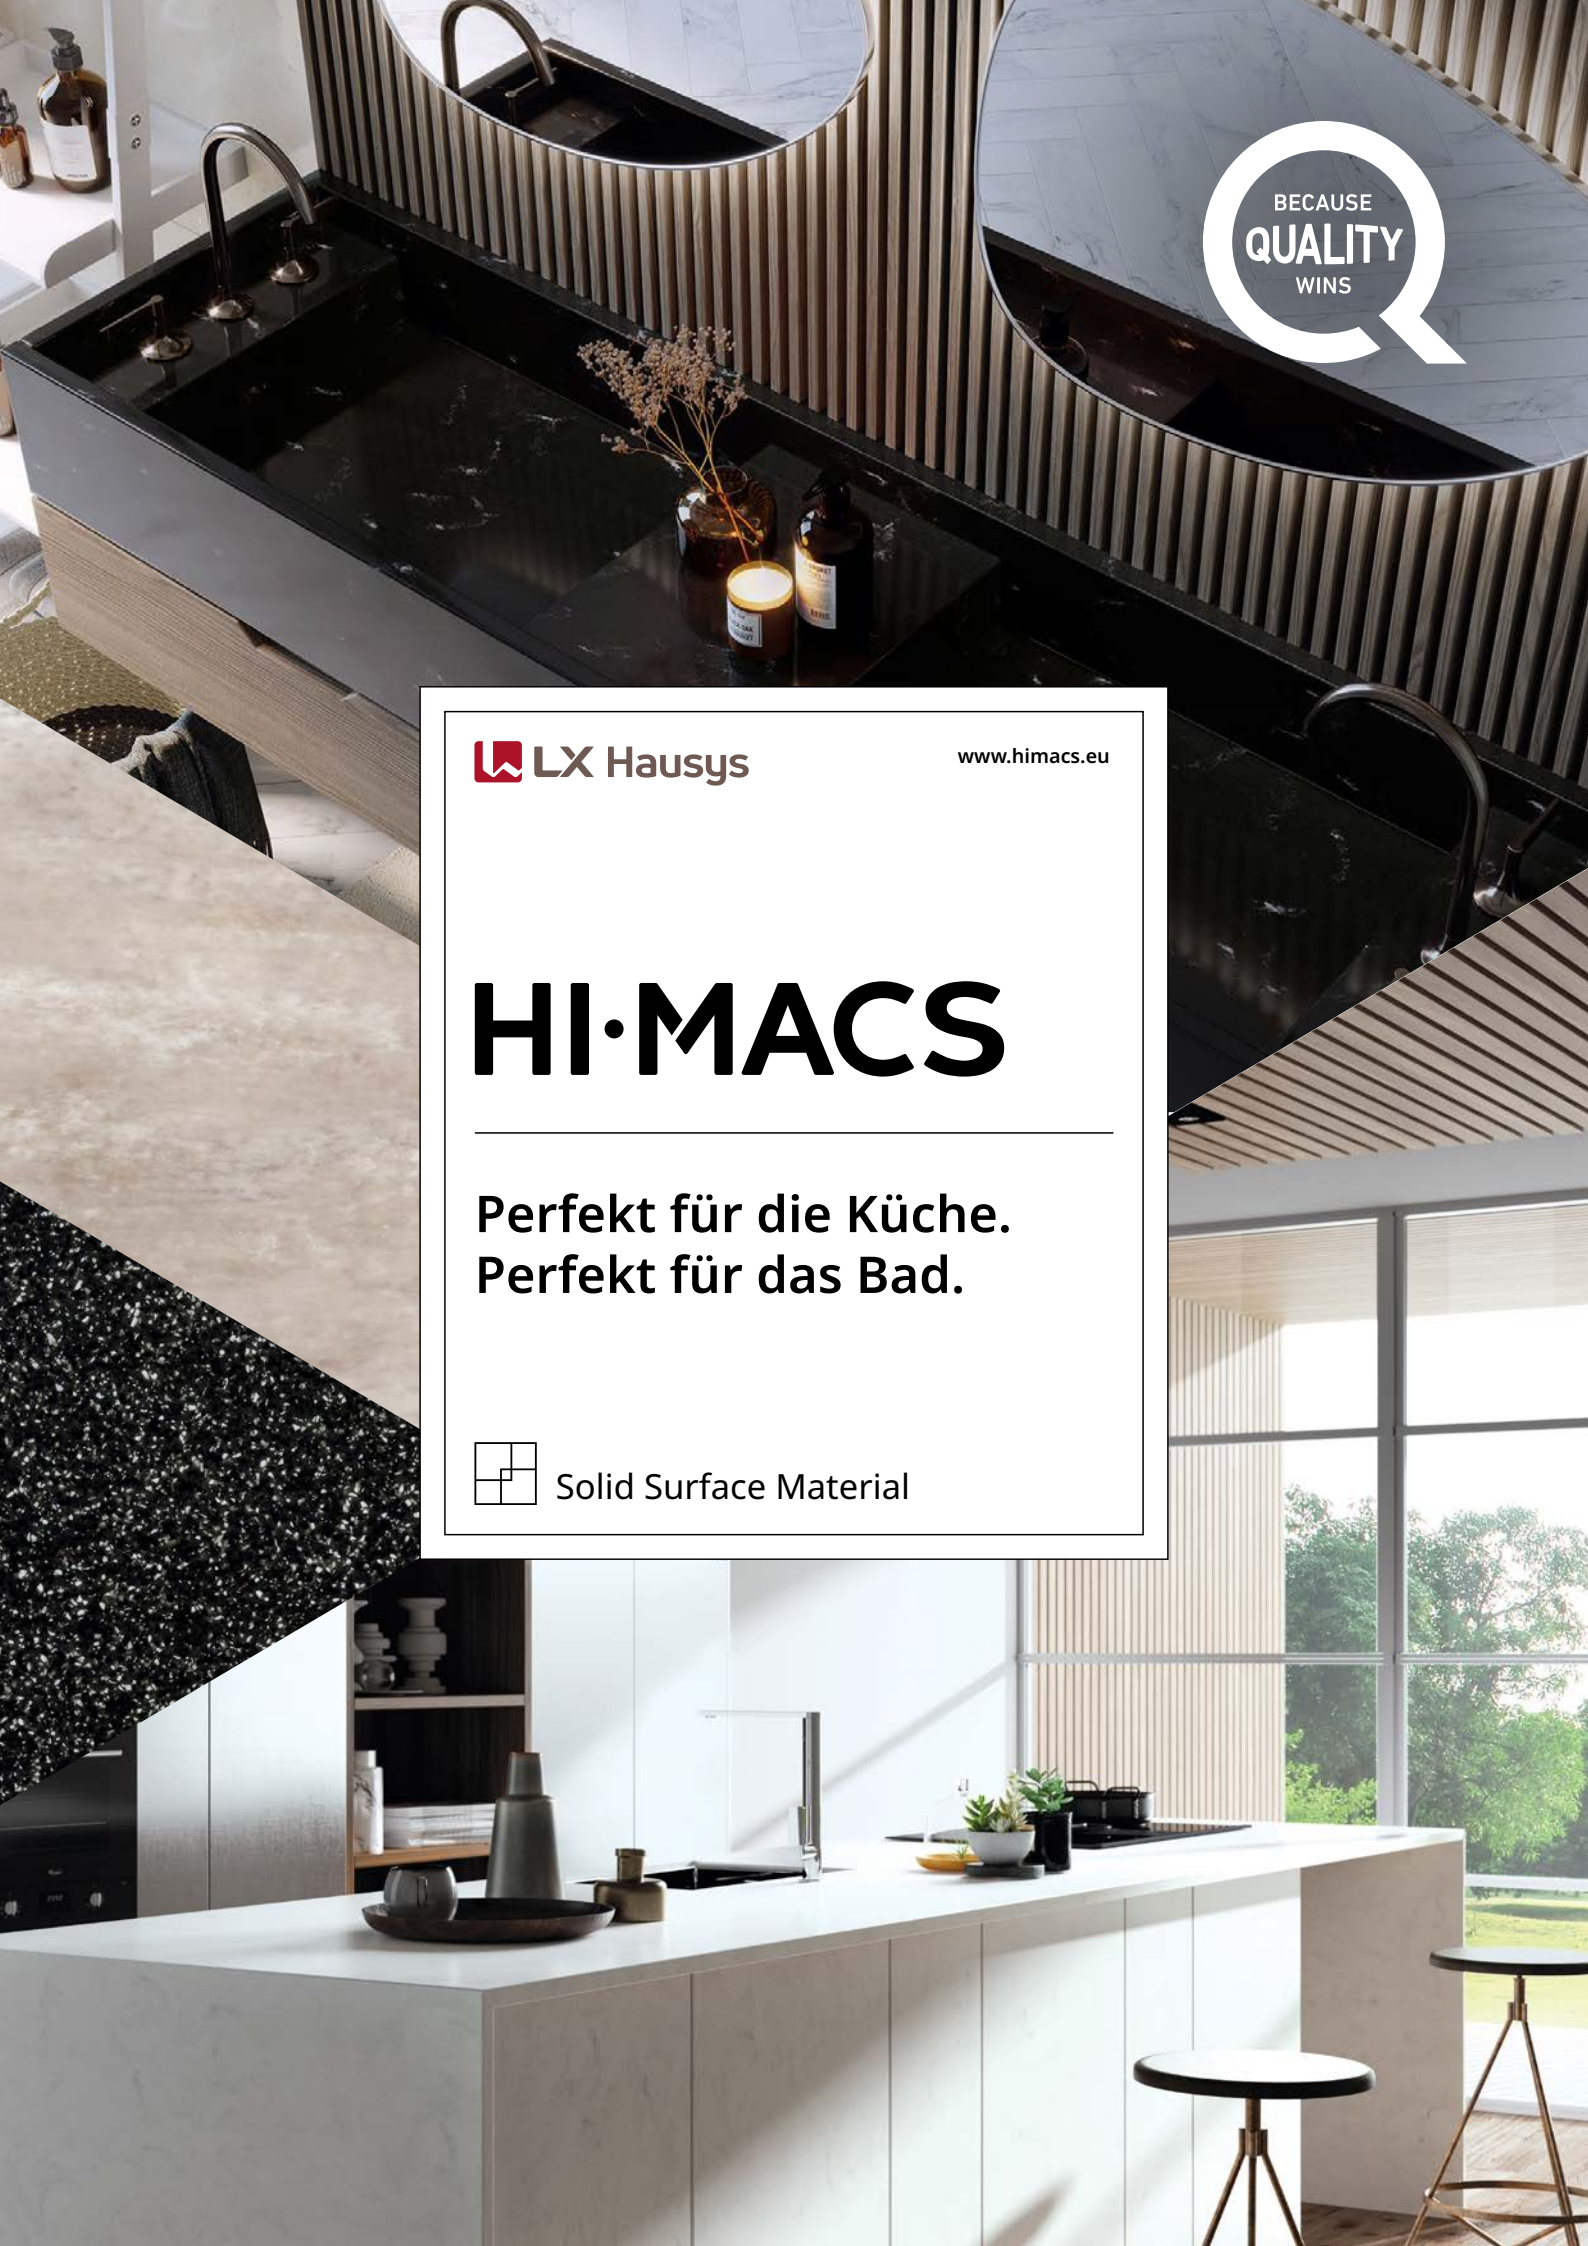 BECAUSE
QUALITY
WINS
LX Hausys
www.himacs.eu
HI·MACS
Perfekt für die Küche.
Perfekt für das Bad.
Solid Surface Material